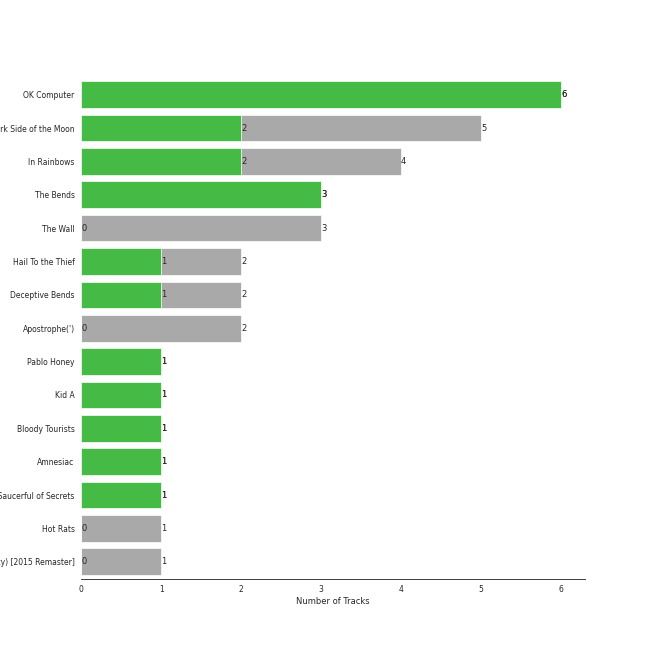 OK Computer 6
rk Side of the Moon 2 5
In Rainbows 2 4
The Bends 3
The Wall 0 3
Hail To the Thief 1 2
Deceptive Bends 1 2
Apostrophe(') 0 2
Pablo Honey 1
Kid A 1
Bloody Tourists 1
Amnesiac 1
Saucerful of Secrets 1
Hot Rats 0 1
y) [2015 Remaster] 0 1
0 1 2 3 4 5 6
Number of Tracks